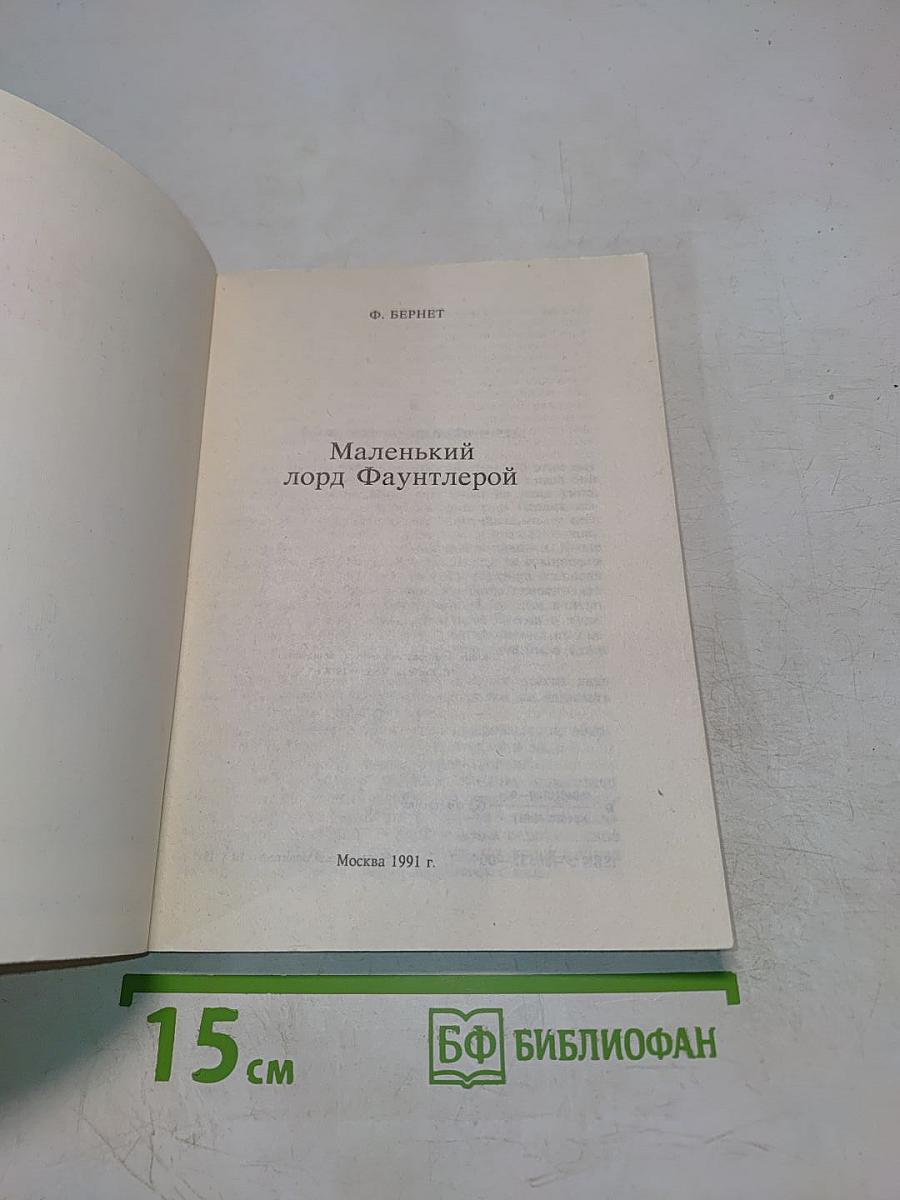 Ф. БЕРНЕТ
Маленький
лорд Фаунтлерой
Москва 1991 г.
15 см
БФ БИБЛИОФАН